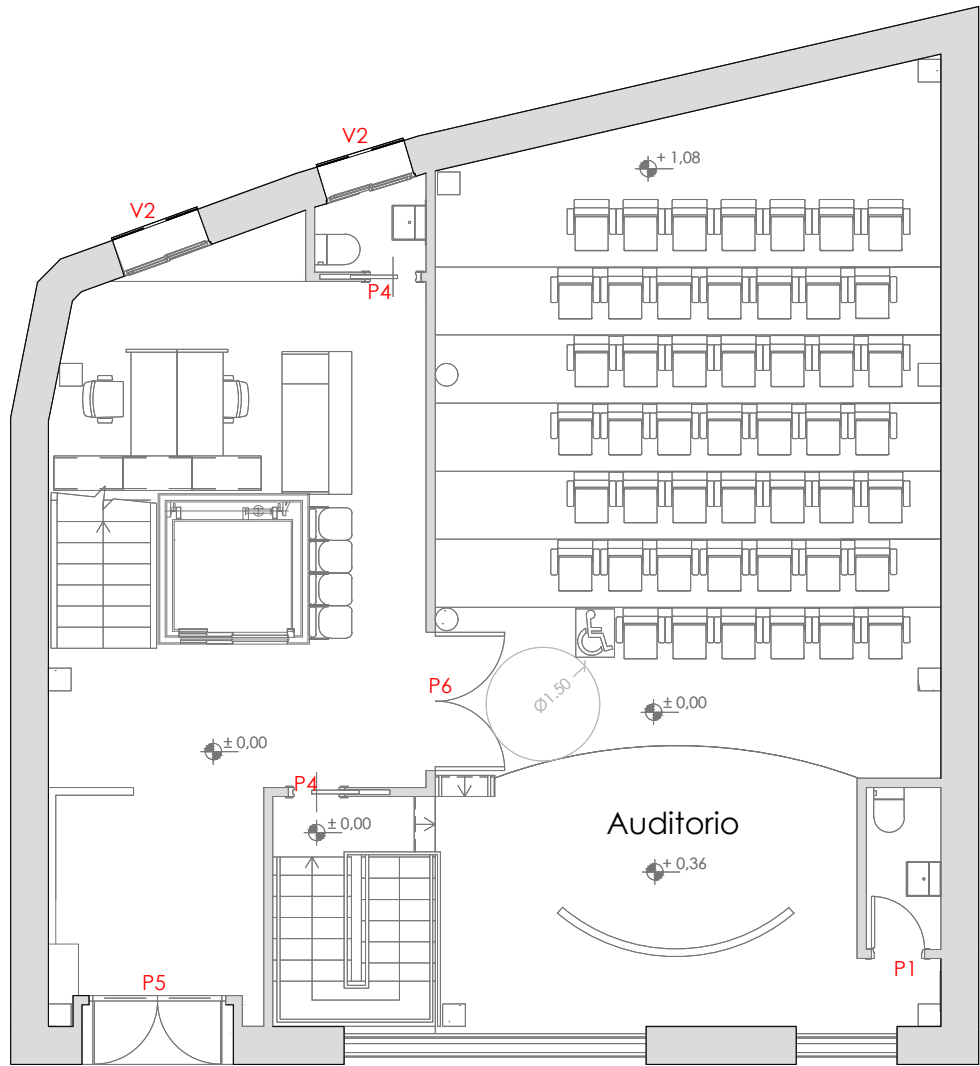 V2
+ 1,08
V2
P4
P6
Ø1.50
± 0,00
± 0,00
P4
± 0,00
Auditorio
+ 0,36
P1
P5